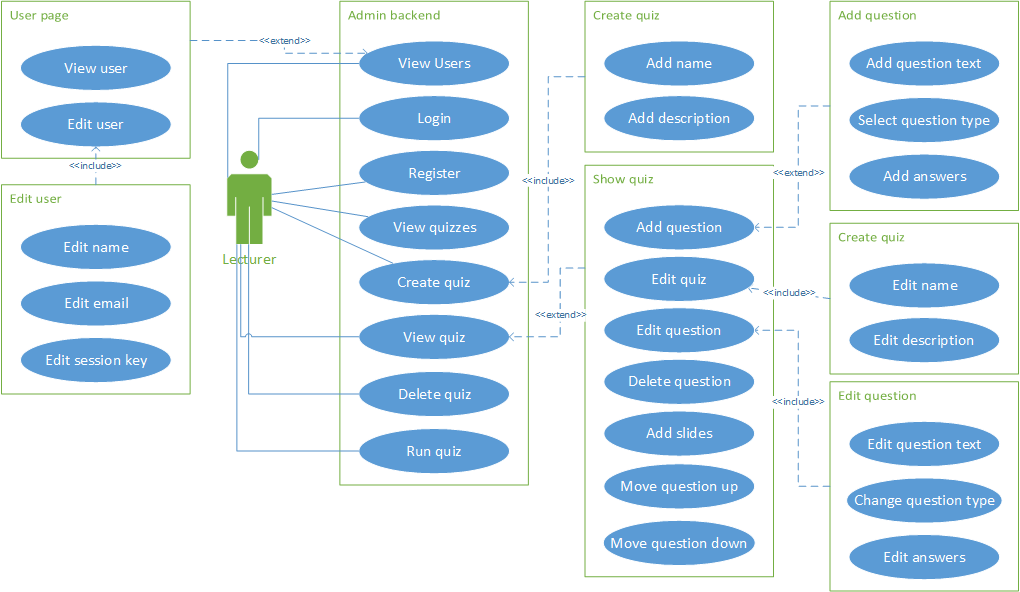 User page
View user
Edit user
<<include>>
Edit user
Edit name
Edit email
Edit session key
<<extend>>
Lecturer
Admin backend
View Users
Login
Register
View quizzes
Create quiz
View quiz
Delete quiz
Run quiz
<<include>>
<<extend>>
Create quiz
Add name
Add description
Show quiz
Add question
Edit quiz
Edit question
Delete question
Add slides
Move question up
Move question down
<<extend>>
<<include>>
<<include>>
Add question
Add question text
Select question type
Add answers
Create quiz
Edit name
Edit description
Edit question
Edit question text
Change question type
Edit answers